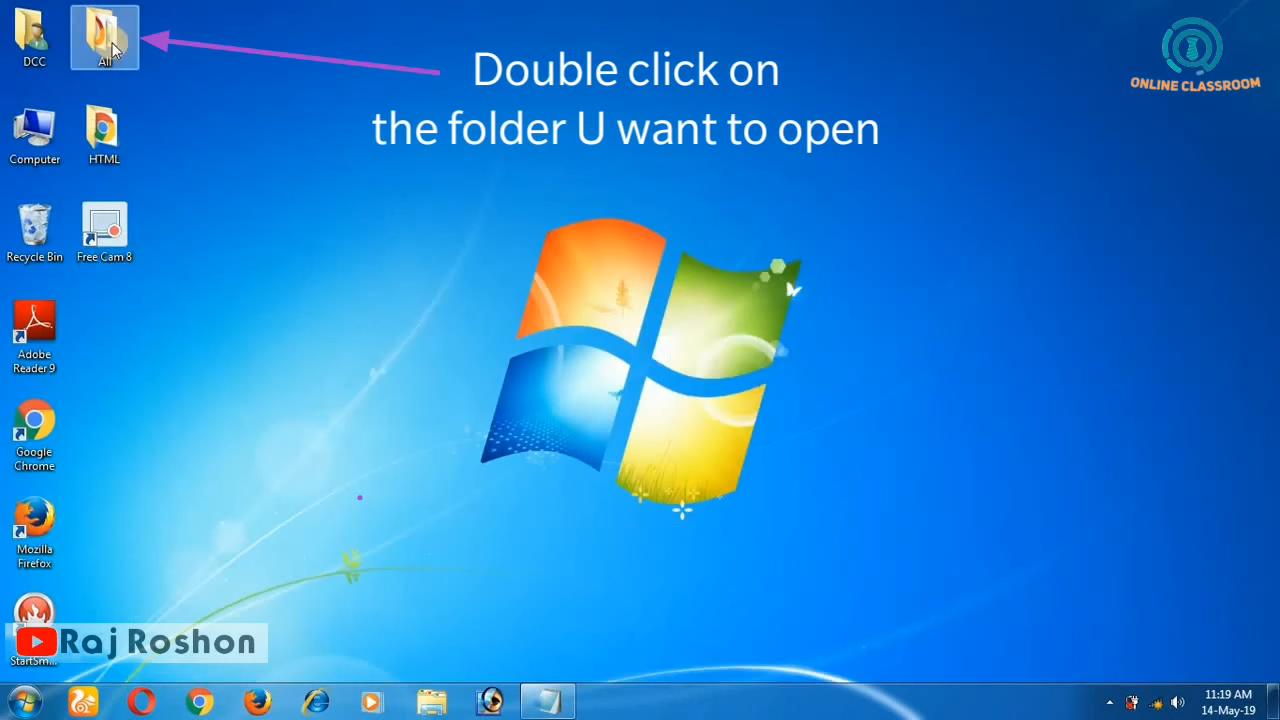 DCC
All
Double click on
the folder U want to open
ONLINE CLASSROOM
Computer
HTML
Recycle Bin
Free Cam 8
Adobe
Reader 9
Google
Chrome
Mozilla
Firefox
Raj Roshon
StartSm...
11:19 AM
14-May-19